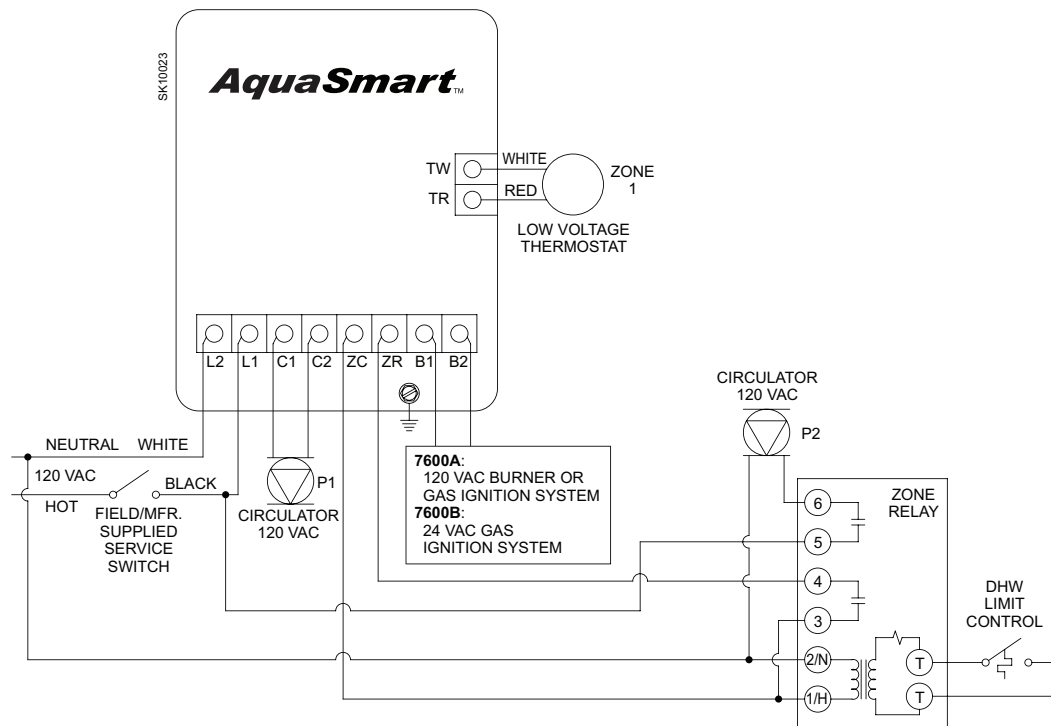 SK10023
AquaSmart™
TW
WHITE
ZONE
1
TR
RED
LOW VOLTAGE
THERMOSTAT
L2 L1 C1 C2 ZC ZR B1 B2
NEUTRAL WHITE
120 VAC
HOT
BLACK
FIELD/MFR.
SUPPLIED
SERVICE
SWITCH
P1
CIRCULATOR
120 VAC
7600A:
120 VAC BURNER OR
GAS IGNITION SYSTEM
7600B:
24 VAC GAS
IGNITION SYSTEM
CIRCULATOR
120 VAC
P2
ZONE
RELAY
6
5
4
3
2/N
1/H
T
T
DHW
LIMIT
CONTROL